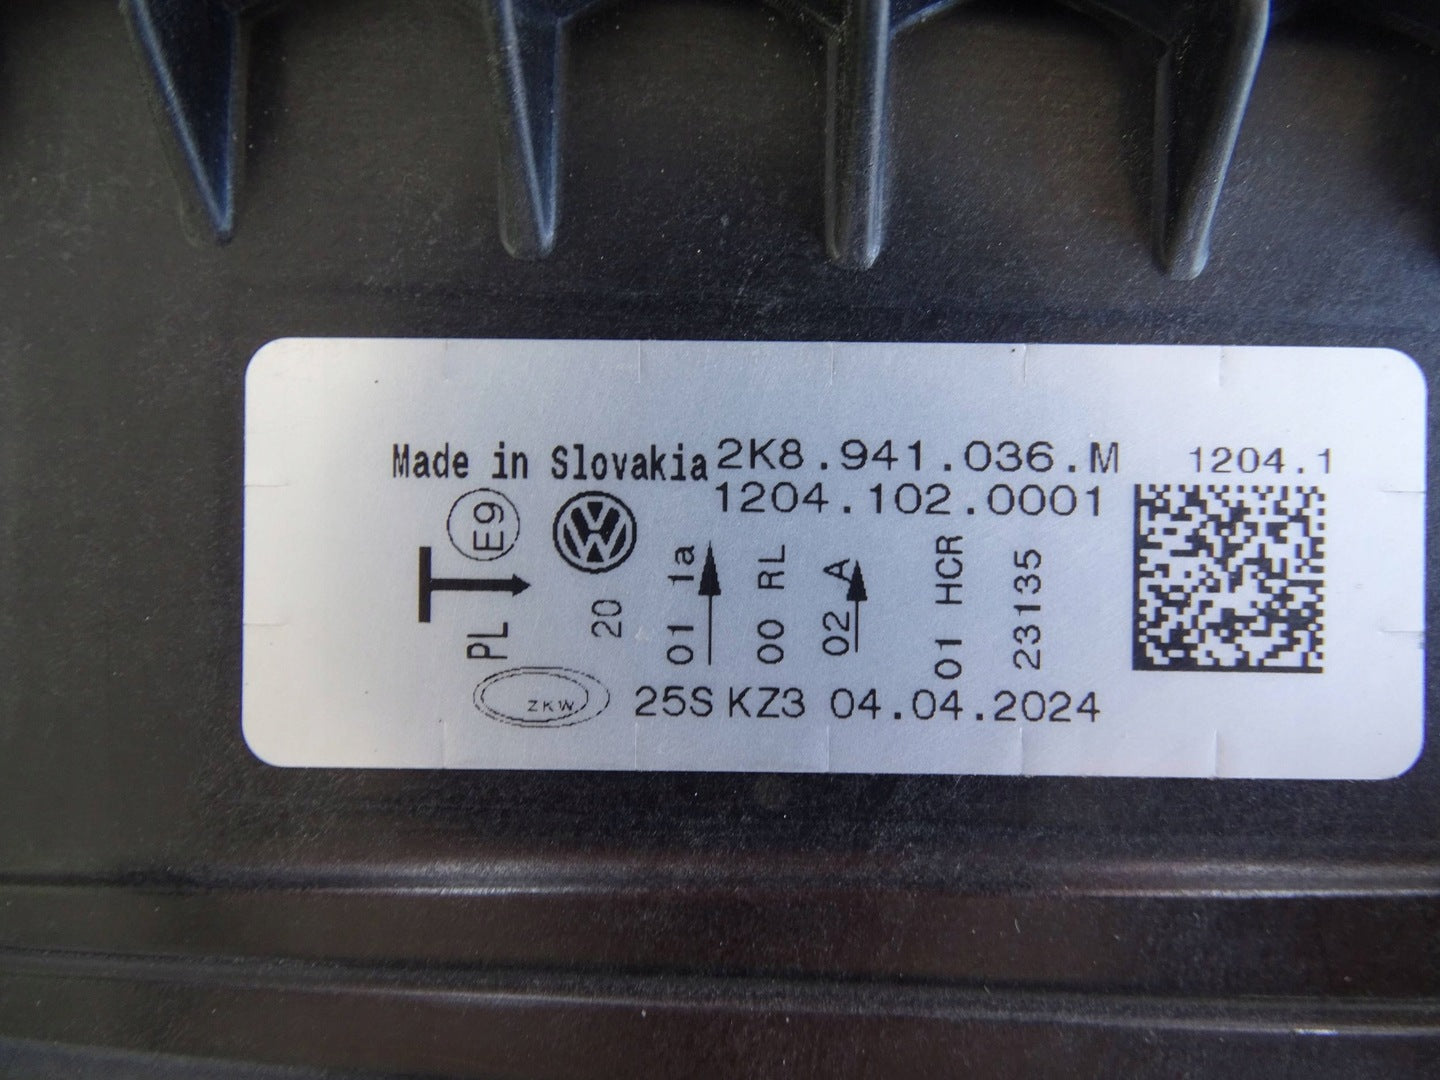 Made in Slovakia 2K8.941.036.M 1204.1
1204.102.0001
E9
PL
20
01 1a
00 RL
02 A
01 HCR
23135
ZKW 25S KZ3 04.04.2024